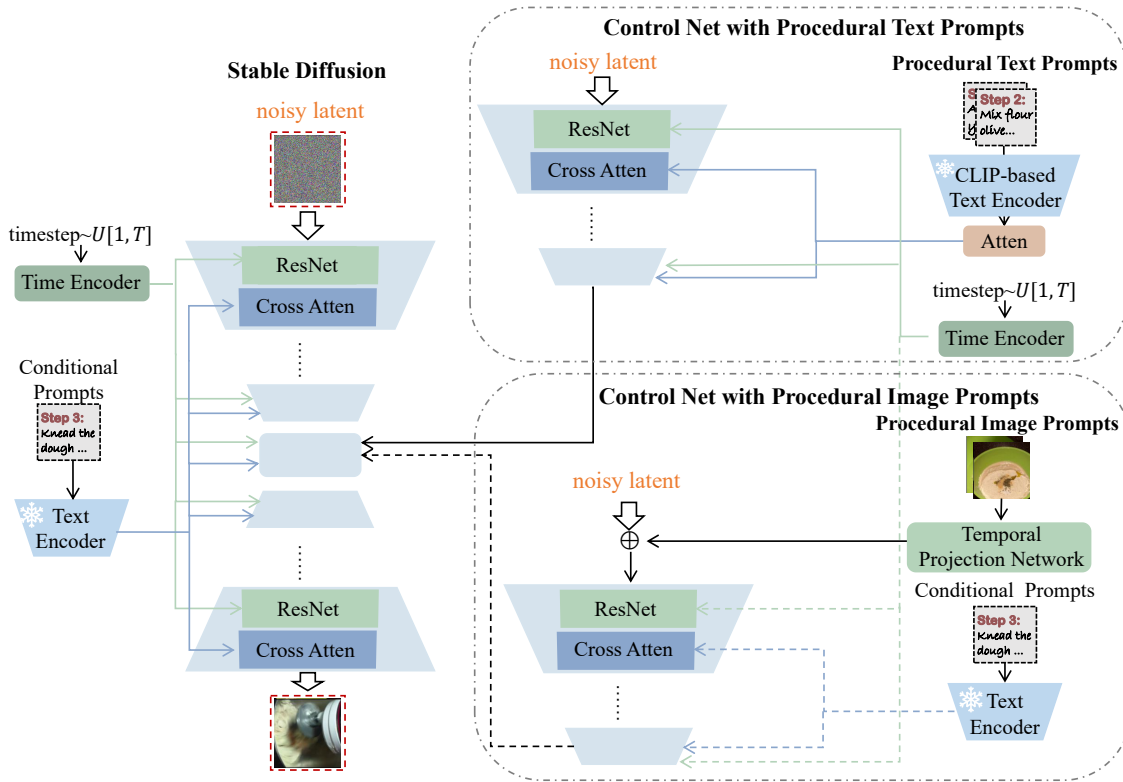 Stable Diffusion
noisy latent
timestep~U[1, T]
Time Encoder
ResNet
Cross Atten
Conditional
Prompts
Step 3:
Knead the
dough ...
Text
Encoder
ResNet
Cross Atten
Control Net with Procedural Text Prompts
noisy latent
ResNet
Cross Atten
Procedural Text Prompts
Step 2:
Mix flour
olive...
CLIP-based
Text Encoder
Atten
timestep~U[1, T]
Time Encoder
Control Net with Procedural Image Prompts
Procedural Image Prompts
noisy latent
Temporal
Projection Network
ResNet
Cross Atten
Conditional Prompts
Step 3:
Knead the
dough ...
Text
Encoder